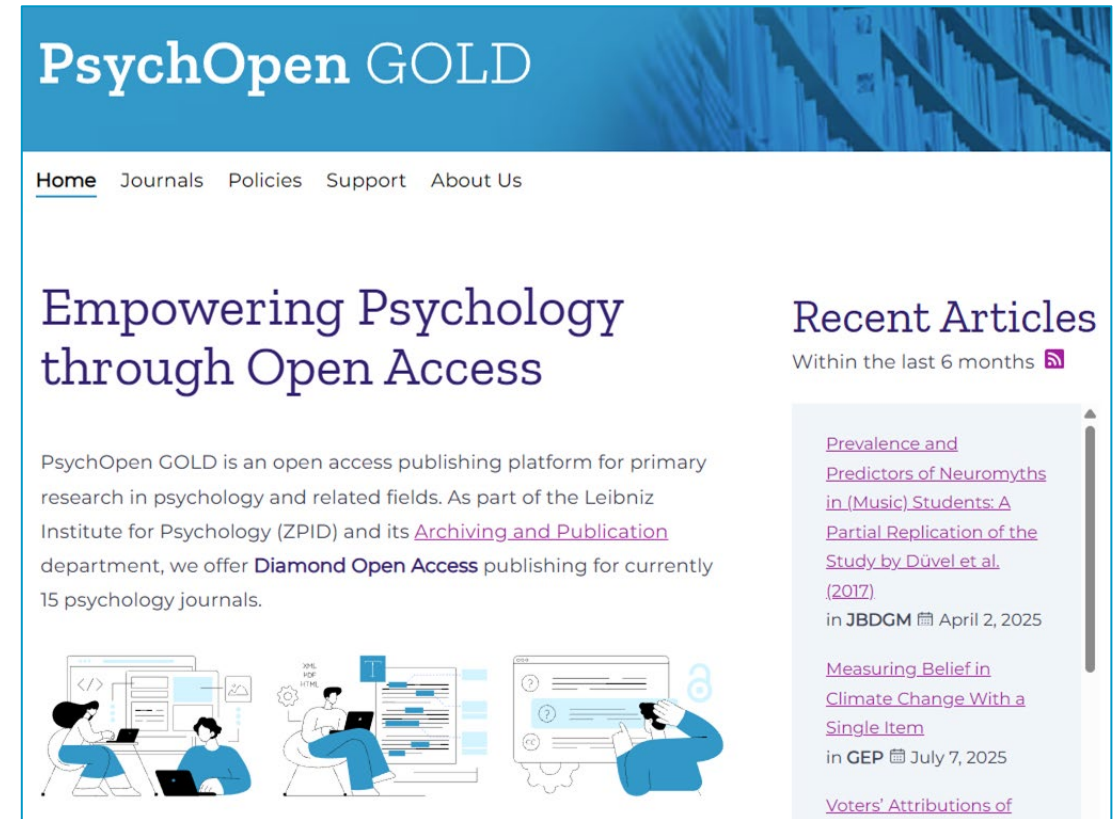 PsychOpen GOLD
Home Journals Policies Support About Us
Empowering Psychology
through Open Access
PsychOpen GOLD is an open access publishing platform for primary
research in psychology and related fields. As part of the Leibniz
Institute for Psychology (ZPID) and its Archiving and Publication
department, we offer Diamond Open Access publishing for currently
15 psychology journals.
</>
XML
PDF
HTML
T
?
?
cc
Recent Articles
Within the last 6 months
Prevalence and
Predictors of Neuromyths
in (Music) Students: A
Partial Replication of the
Study by Düvel et al.
(2017)
in JBDGM April 2, 2025
Measuring Belief in
Climate Change With a
Single Item
in GEP July 7, 2025
Voters' Attributions of